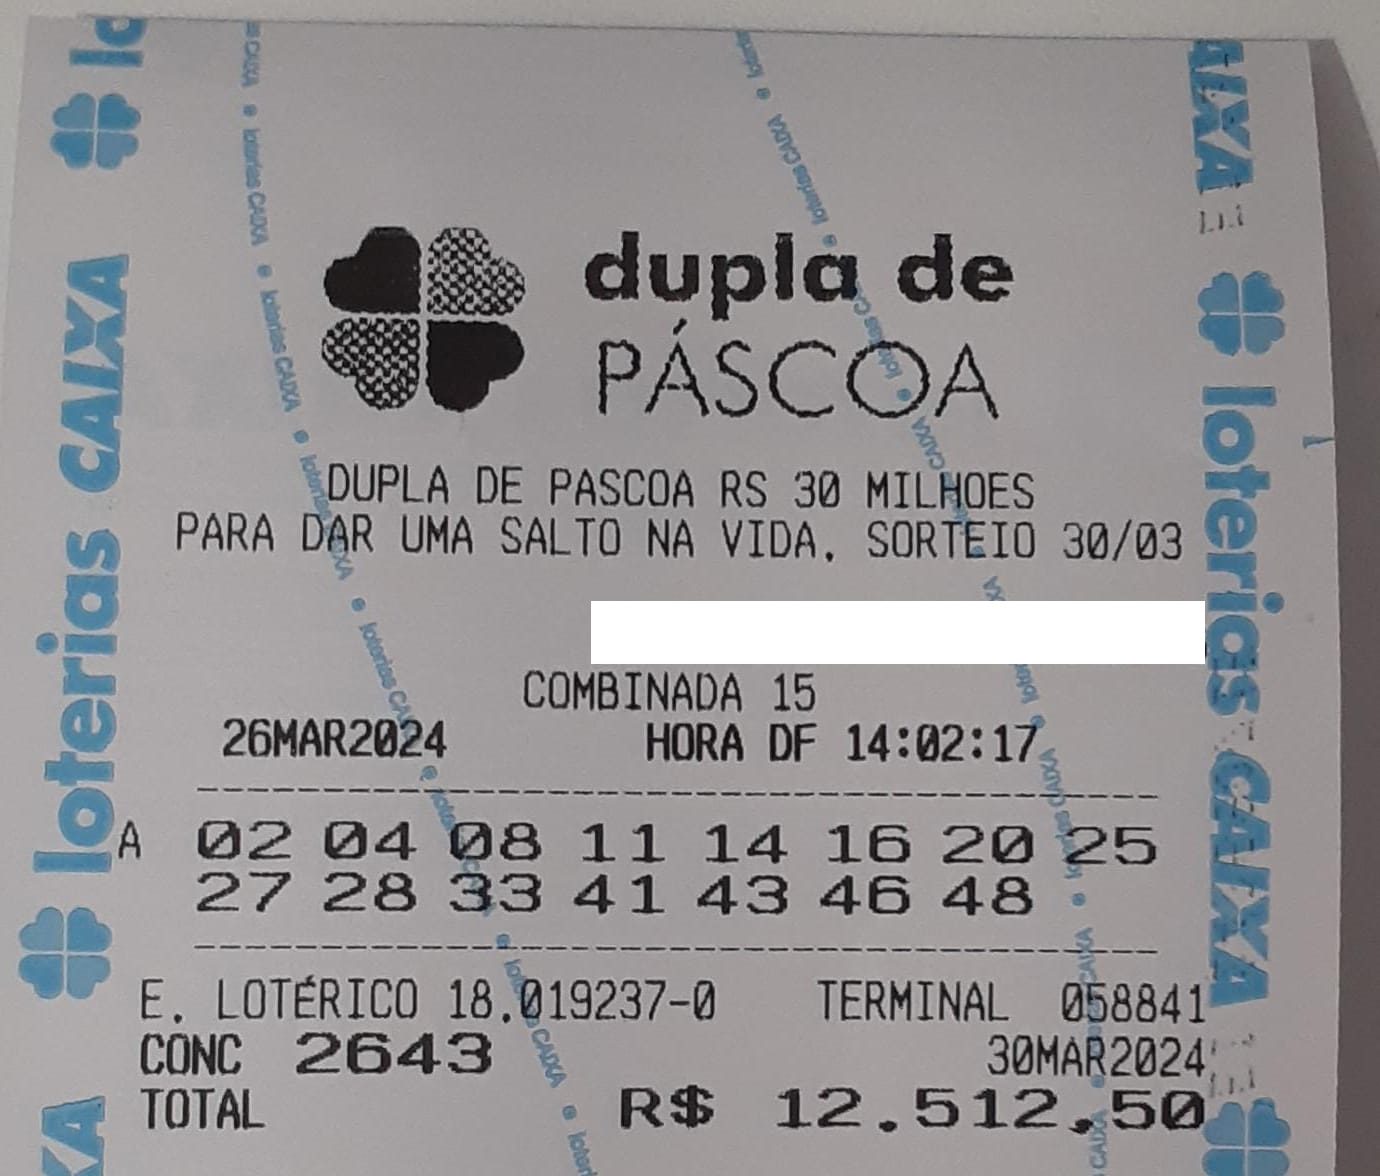 dupla de
PÁSCOA
DUPLA DE PASCOA RS 30 MILHOES
PARA DAR UMA SALTO NA VIDA. SORTEIO 30/03
COMBINADA 15
26MAR2024 HORA DF 14:02:17
A 02 04 08 11 14 16 20 25
27 28 33 41 43 46 48
E. LOTÉRICO 18.019237-0 TERMINAL 058841
CONC 2643 30MAR2024
TOTAL R$ 12.512,50
loterias CAIXA
loterias CAIXA